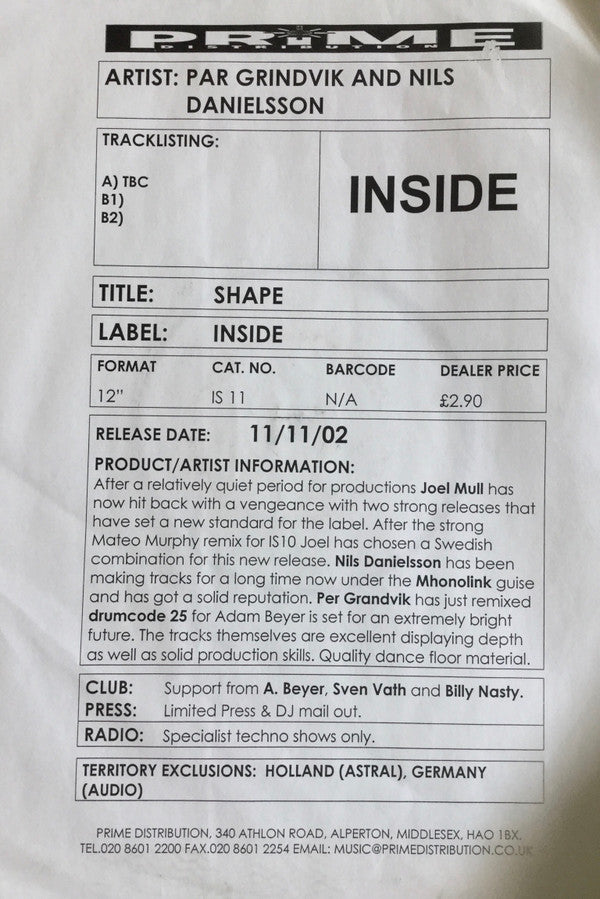 PRIME
DISTRIBUTION
ARTIST: PAR GRINDVIK AND NILS
DANIELSSON
TRACKLISTING:
A) TBC
B1)
B2)
INSIDE
TITLE: SHAPE
LABEL: INSIDE
FORMAT CAT. NO. BARCODE DEALER PRICE
12" IS 11 N/A £2.90
RELEASE DATE: 11/11/02
PRODUCT/ARTIST INFORMATION:
After a relatively quiet period for productions Joel Mull has
now hit back with a vengeance with two strong releases that
have set a new standard for the label. After the strong
Mateo Murphy remix for IS10 Joel has chosen a Swedish
combination for this new release. Nils Danielsson has been
making tracks for a long time now under the Mhonolink guise
and has got a solid reputation. Per Grandvik has just remixed
drumcode 25 for Adam Beyer is set for an extremely bright
future. The tracks themselves are excellent displaying depth
as well as solid production skills. Quality dance floor material.
CLUB: Support from A. Beyer, Sven Vath and Billy Nasty.
PRESS: Limited Press & DJ mail out.
RADIO: Specialist techno shows only.
TERRITORY EXCLUSIONS: HOLLAND (ASTRAL), GERMANY
(AUDIO)
PRIME DISTRIBUTION, 340 ATHLON ROAD, ALPERTON, MIDDLESEX, HAO 1BX.
TEL.020 8601 2200 FAX.020 8601 2254 EMAIL: MUSIC@PRIMEDISTRIBUTION.CO.UK